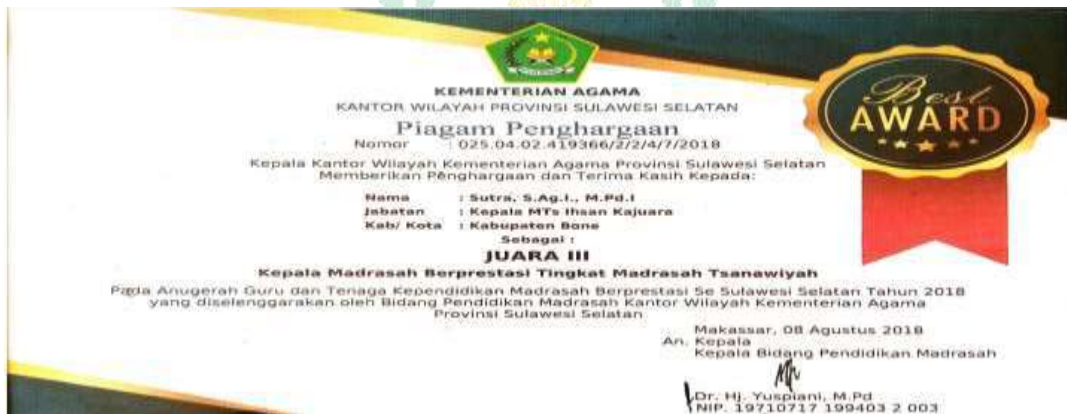 KEMENTERIAN AGAMA
KANTOR WILAYAH PROVINSI SULAWESI SELATAN
Piagam Penghargaan
Nomor : 025.04.02.419366/2/2/4/7/2018
Kepala Kantor Wilayah Kementerian Agama Provinsi Sulawesi Selatan
Memberikan Penghargaan dan Terima Kasih Kepada:
Nama : Sutra, S.Ag.I., M.Pd.I
Jabatan : Kepala MTs Ihsan Kajuara
Kab/ Kota : Kabupaten Bone
Sebagai :
JUARA III
Kepala Madrasah Berprestasi Tingkat Madrasah Tsanawiyah
Pada Anugerah Guru dan Tenaga Kependidikan Madrasah Berprestasi Se Sulawesi Selatan Tahun 2018
yang diselenggarakan oleh Bidang Pendidikan Madrasah Kantor Wilayah Kementerian Agama
Provinsi Sulawesi Selatan
Makassar, 08 Agustus 2018
An. Kepala
Kepala Bidang Pendidikan Madrasah
Dr. Hj. Yuspiani, M.Pd
NIP. 19710717 199403 2 003
Best
AWARD